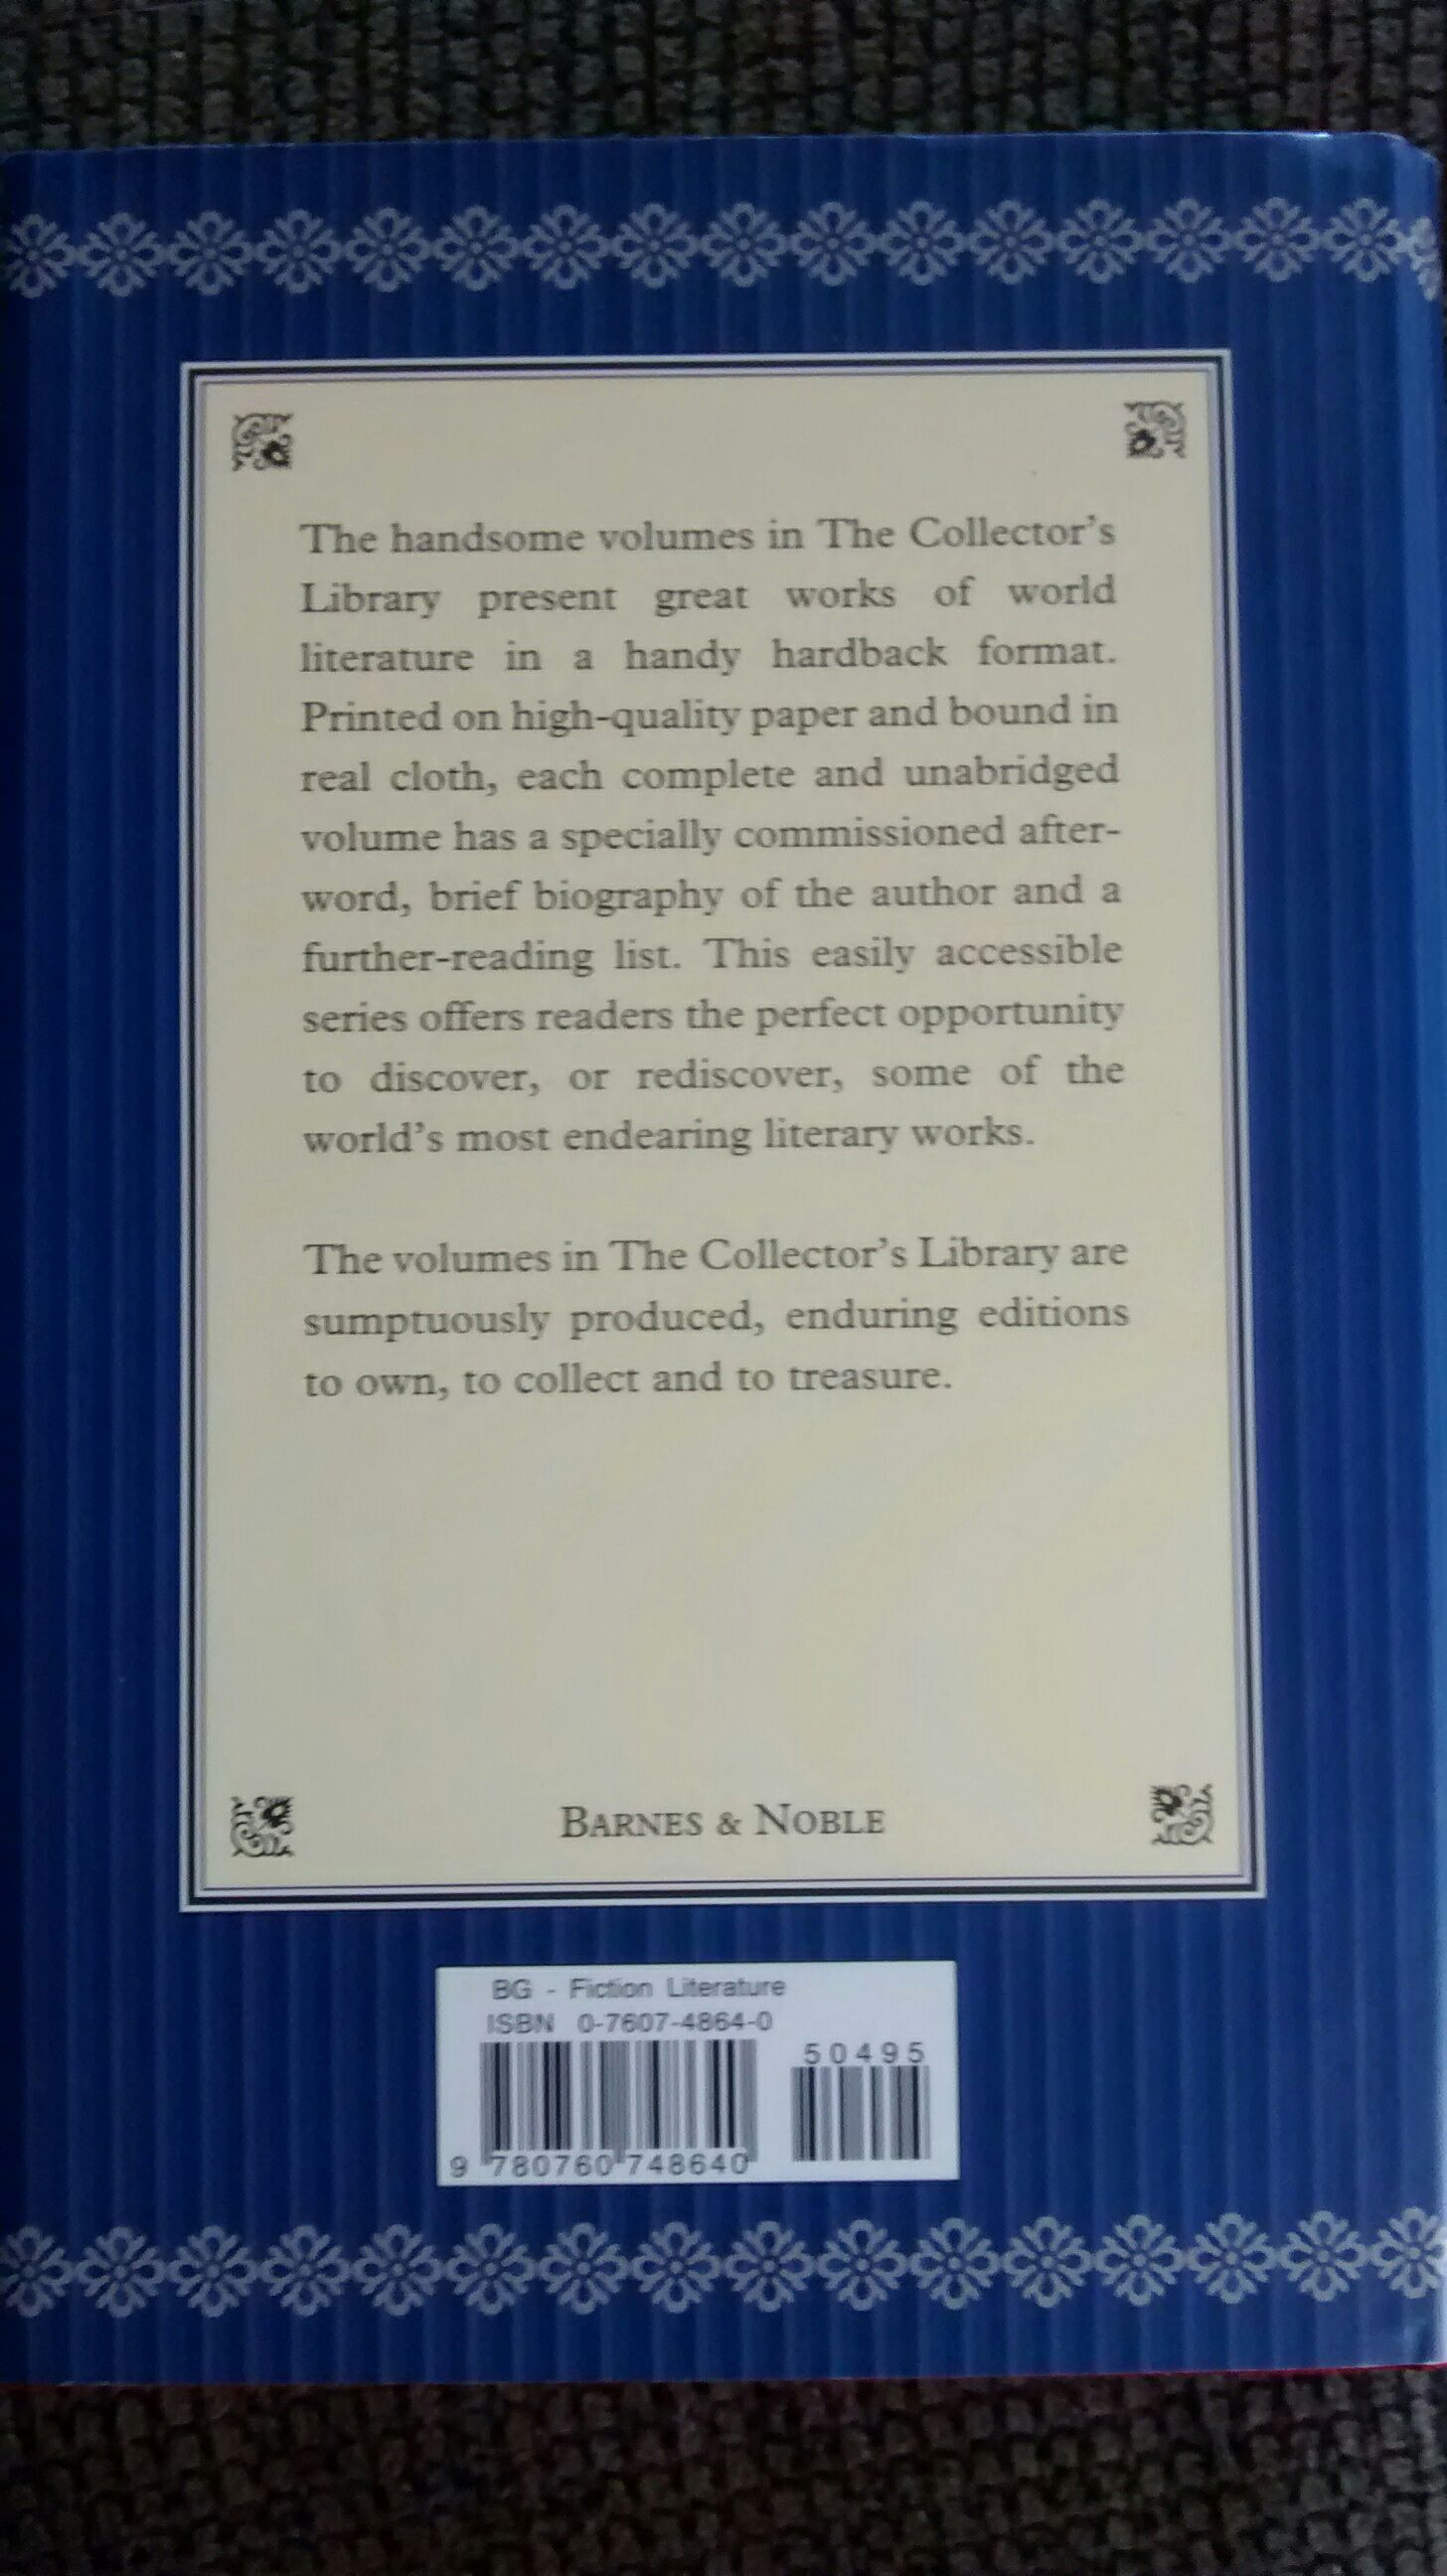 The handsome volumes in The Collector's
Library present great works of world
literature in a handy hardback format.
Printed on high-quality paper and bound in
real cloth, each complete and unabridged
volume has a specially commissioned after-
word, brief biography of the author and a
further-reading list. This easily accessible
series offers readers the perfect opportunity
to discover, or rediscover, some of the
world's most endearing literary works.
The volumes in The Collector's Library are
sumptuously produced, enduring editions
to own, to collect and to treasure.
BARNES & NOBLE
BG - Fiction Literature
ISBN 0-7607-4864-0
50495
9 780760 748640